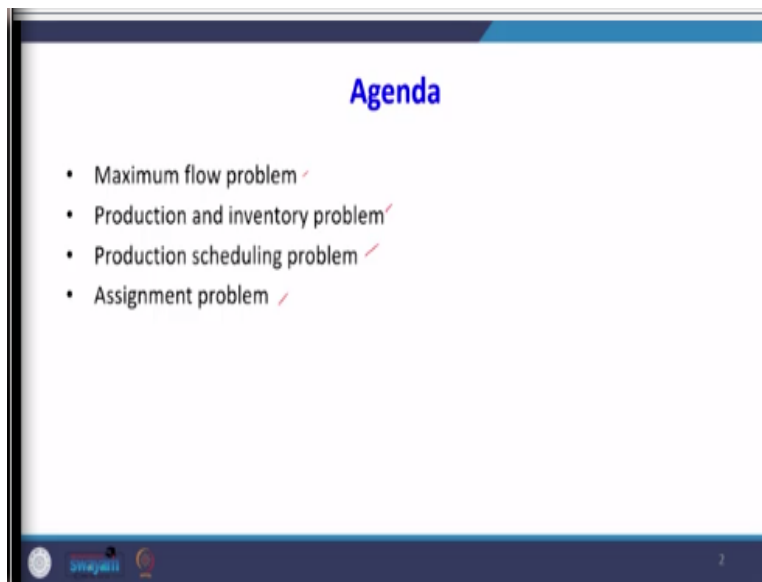 Agenda
• Maximum flow problem
• Production and inventory problem
• Production scheduling problem
• Assignment problem
swayam
2